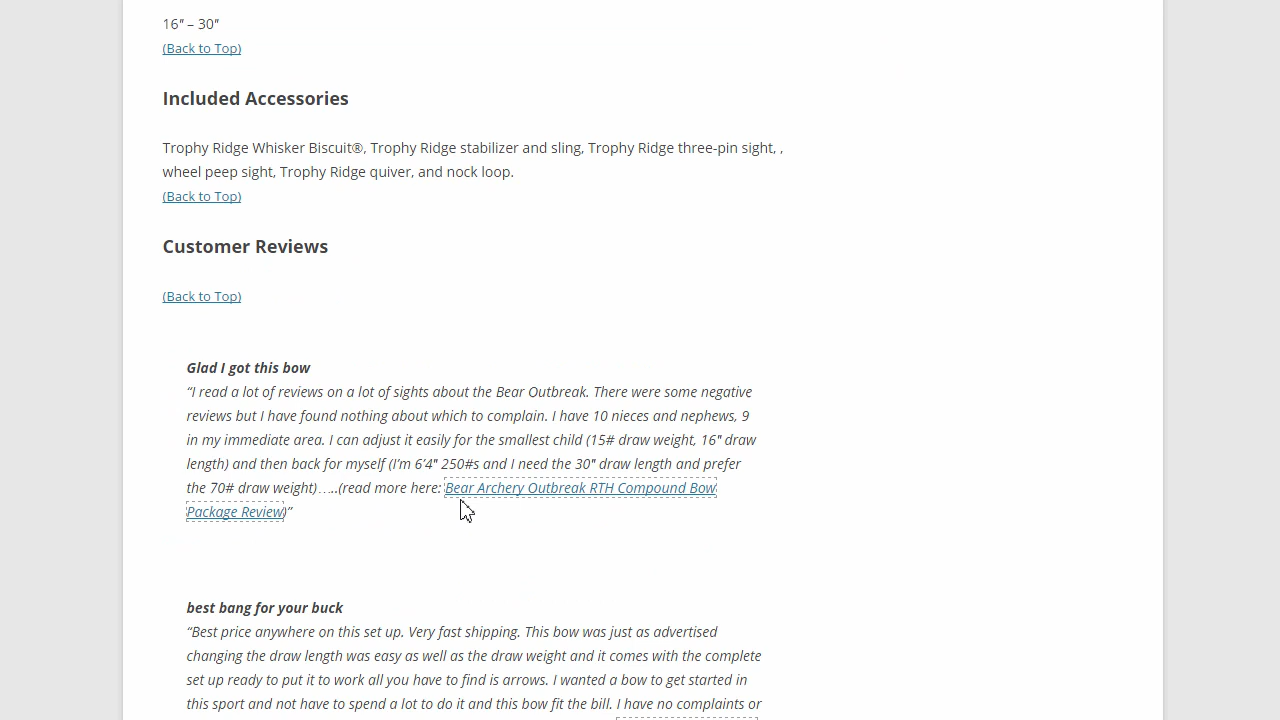 16″ – 30″
(Back to Top)
Included Accessories
Trophy Ridge Whisker Biscuit®, Trophy Ridge stabilizer and sling, Trophy Ridge three-pin sight, ,
wheel peep sight, Trophy Ridge quiver, and nock loop.
(Back to Top)
Customer Reviews
(Back to Top)
Glad I got this bow
“I read a lot of reviews on a lot of sights about the Bear Outbreak. There were some negative
reviews but I have found nothing about which to complain. I have 10 nieces and nephews, 9
in my immediate area. I can adjust it easily for the smallest child (15# draw weight, 16″ draw
length) and then back for myself (I’m 6’4″ 250#s and I need the 30″ draw length and prefer
the 70# draw weight)…..(read more here: Bear Archery Outbreak RTH Compound Bow
Package Review)”
best bang for your buck
“Best price anywhere on this set up. Very fast shipping. This bow was just as advertised
changing the draw length was easy as well as the draw weight and it comes with the complete
set up ready to put it to work all you have to find is arrows. I wanted a bow to get started in
this sport and not have to spend a lot to do it and this bow fit the bill. I have no complaints or